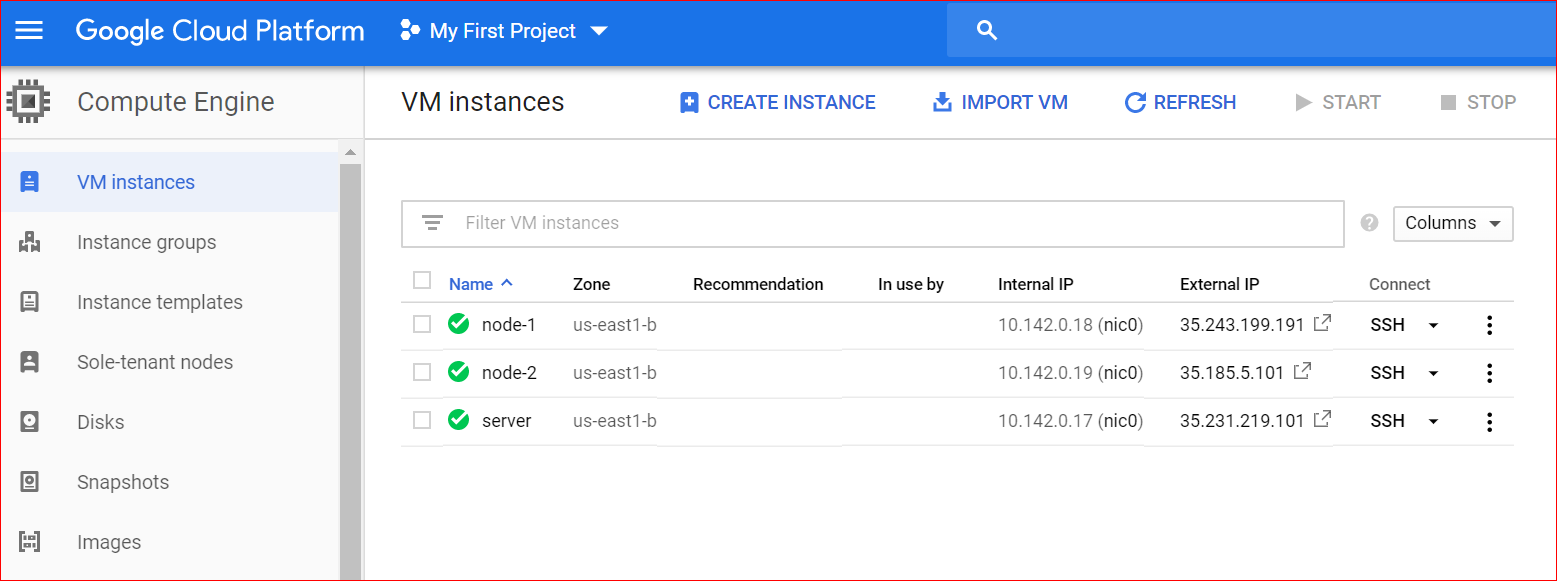 Google Cloud Platform My First Project
Compute Engine
VM instances CREATE INSTANCE IMPORT VM REFRESH START STOP
VM instances
Instance groups
Instance templates
Sole-tenant nodes
Disks
Snapshots
Images
Filter VM instances ? Columns
Name Zone Recommendation In use by Internal IP External IP Connect
node-1 us-east1-b 10.142.0.18 (nic0) 35.243.199.191 SSH
node-2 us-east1-b 10.142.0.19 (nic0) 35.185.5.101 SSH
server us-east1-b 10.142.0.17 (nic0) 35.231.219.101 SSH